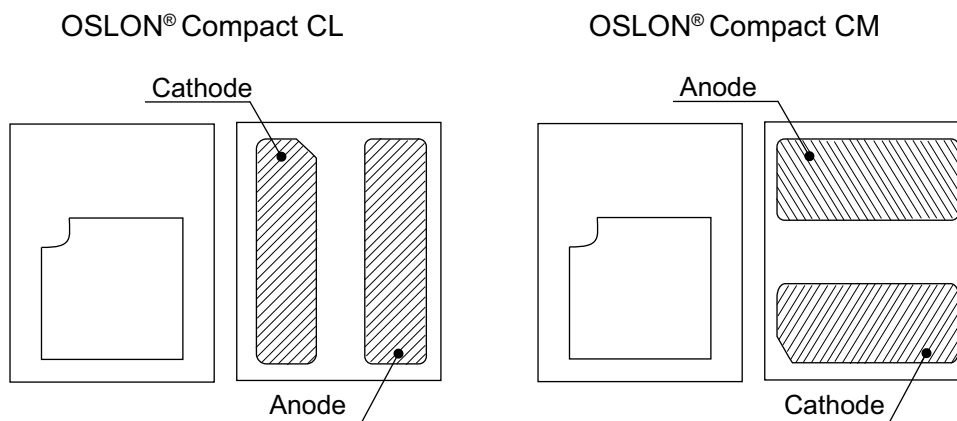 OSLON® Compact CL
OSLON® Compact CM
Cathode
Anode
Anode
Cathode